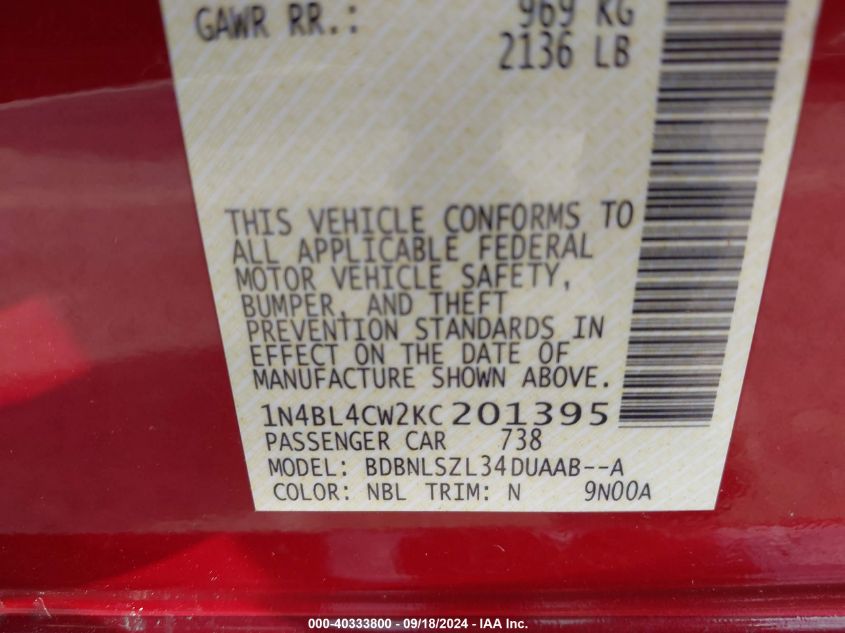 GAWR RR.: 969 KG
2136 LB
THIS VEHICLE CONFORMS TO
ALL APPLICABLE FEDERAL
MOTOR VEHICLE SAFETY,
BUMPER, AND THEFT
PREVENTION STANDARDS IN
EFFECT ON THE DATE OF
MANUFACTURE SHOWN ABOVE.
1N4BL4CW2KC201395
PASSENGER CAR 738
MODEL: BDBNLSZL34DUAAB--A
COLOR: NBL TRIM: N 9N00A
000-40333800 - 09/18/2024 - IAA Inc.